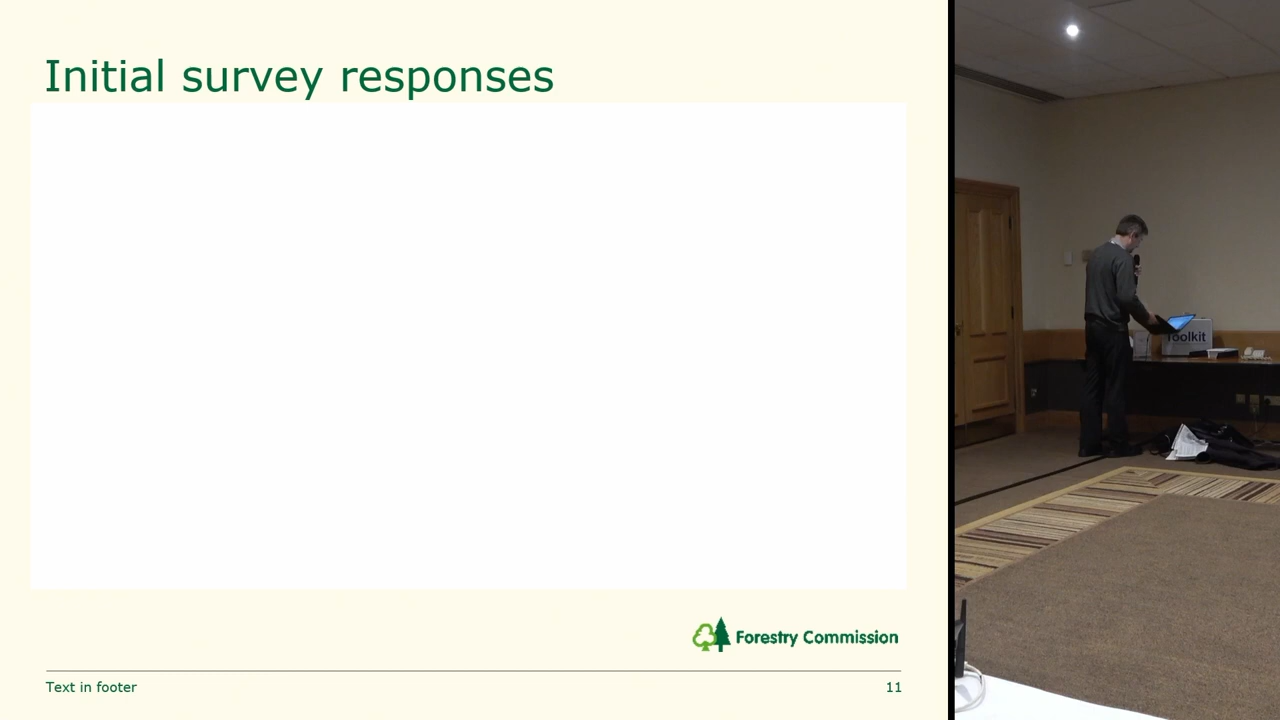 Initial survey responses
Forestry Commission
Text in footer
11
Toolkit